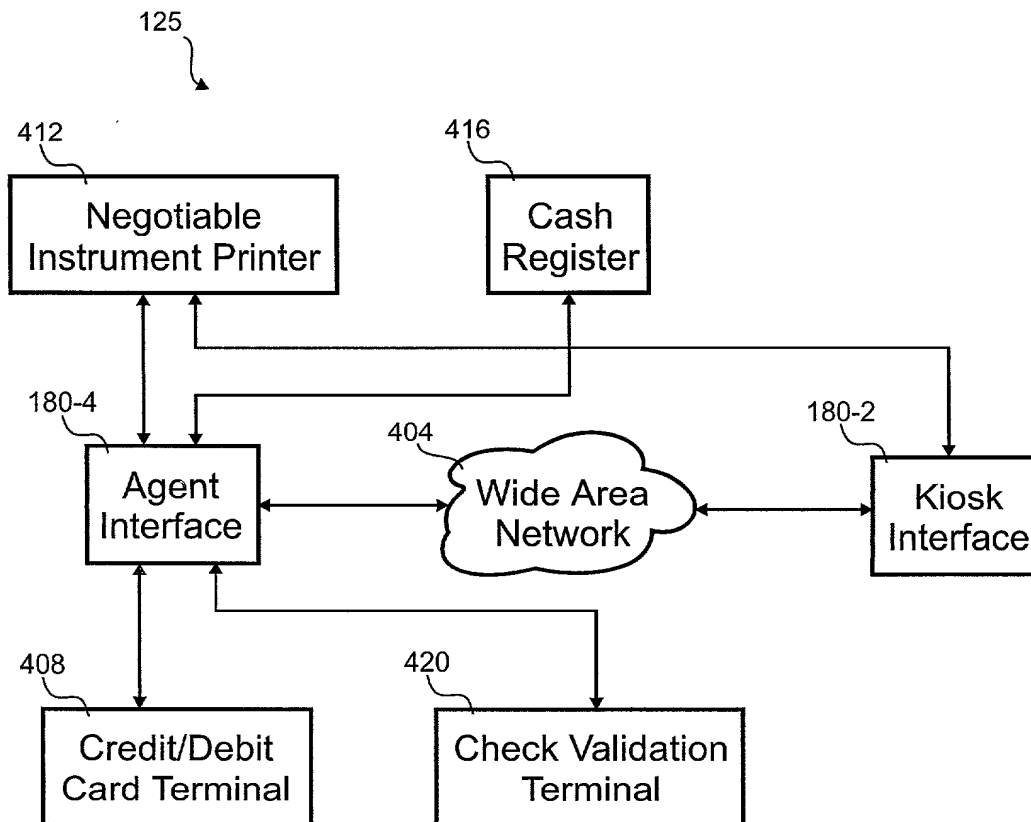 125
412
416
Negotiable
Instrument Printer
Cash
Register
180-4
404
180-2
Agent
Interface
Wide Area
Network
Kiosk
Interface
408
420
Credit/Debit
Card Terminal
Check Validation
Terminal